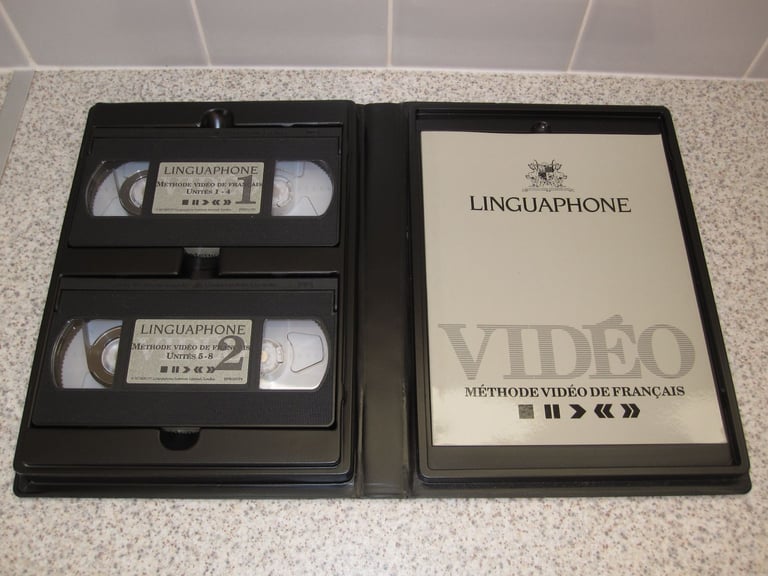 LINGUAPHONE
MÉTHODE VIDÉO DE FRANÇAIS
UNITÉS 1 - 4
1
LINGUAPHONE
MÉTHODE VIDÉO DE FRANÇAIS
UNITÉS 5 - 8
2
LINGUAPHONE
VIDÉO
MÉTHODE VIDÉO DE FRANÇAIS